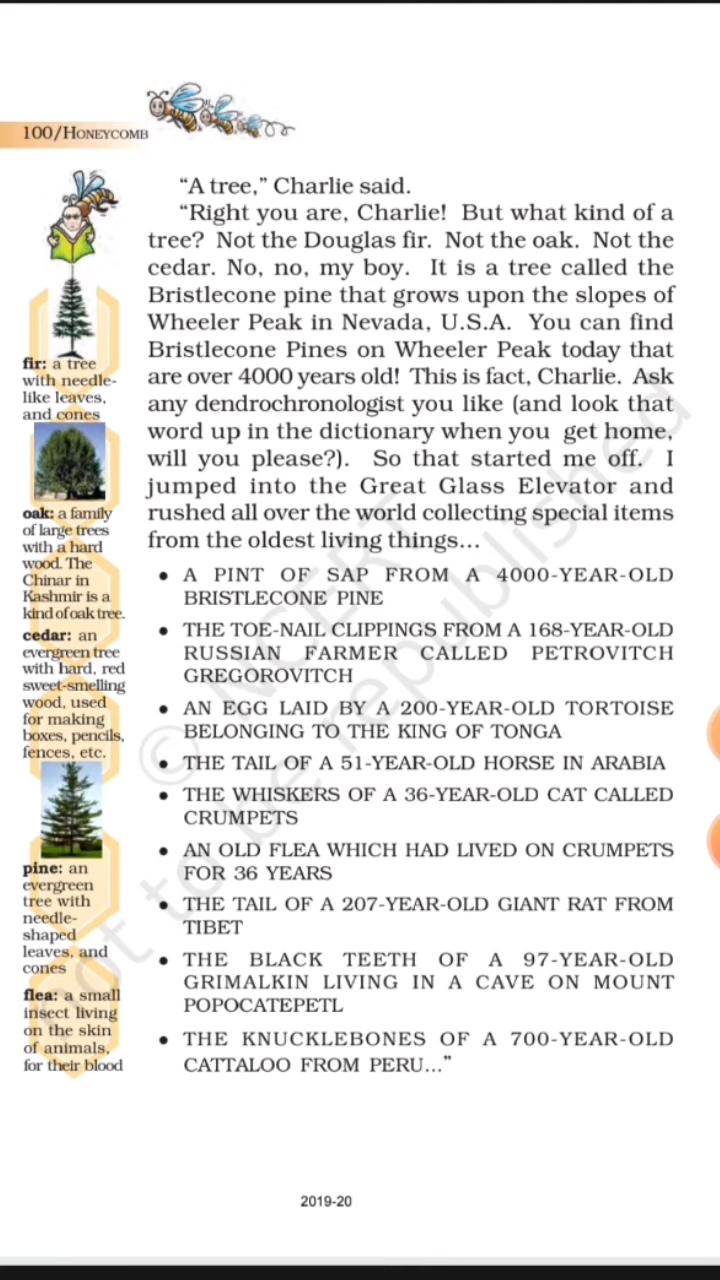 100/HONEYCOMB
“A tree,” Charlie said.
“Right you are, Charlie! But what kind of a
tree? Not the Douglas fir. Not the oak. Not the
cedar. No, no, my boy. It is a tree called the
Bristlecone pine that grows upon the slopes of
Wheeler Peak in Nevada, U.S.A. You can find
Bristlecone Pines on Wheeler Peak today that
are over 4000 years old! This is fact, Charlie. Ask
any dendrochronologist you like (and look that
word up in the dictionary when you get home,
will you please?). So that started me off. I
jumped into the Great Glass Elevator and
rushed all over the world collecting special items
from the oldest living things...
• A PINT OF SAP FROM A 4000-YEAR-OLD
BRISTLECONE PINE
• THE TOE-NAIL CLIPPINGS FROM A 168-YEAR-OLD
RUSSIAN FARMER CALLED PETROVITCH
GREGOROVITCH
• AN EGG LAID BY A 200-YEAR-OLD TORTOISE
BELONGING TO THE KING OF TONGA
• THE TAIL OF A 51-YEAR-OLD HORSE IN ARABIA
• THE WHISKERS OF A 36-YEAR-OLD CAT CALLED
CRUMPETS
• AN OLD FLEA WHICH HAD LIVED ON CRUMPETS
FOR 36 YEARS
• THE TAIL OF A 207-YEAR-OLD GIANT RAT FROM
TIBET
• THE BLACK TEETH OF A 97-YEAR-OLD
GRIMALKIN LIVING IN A CAVE ON MOUNT
POPOCATEPETL
• THE KNUCKLEBONES OF A 700-YEAR-OLD
CATTALOO FROM PERU...”
fir: a tree
with needle-
like leaves,
and cones
oak: a family
of large trees
with a hard
wood. The
Chinar in
Kashmir is a
kind of oak tree.
cedar: an
evergreen tree
with hard, red
sweet-smelling
wood, used
for making
boxes, pencils,
fences, etc.
pine: an
evergreen
tree with
needle-
shaped
leaves, and
cones
flea: a small
insect living
on the skin
of animals,
for their blood
© NCERT
not to be republished
2019-20